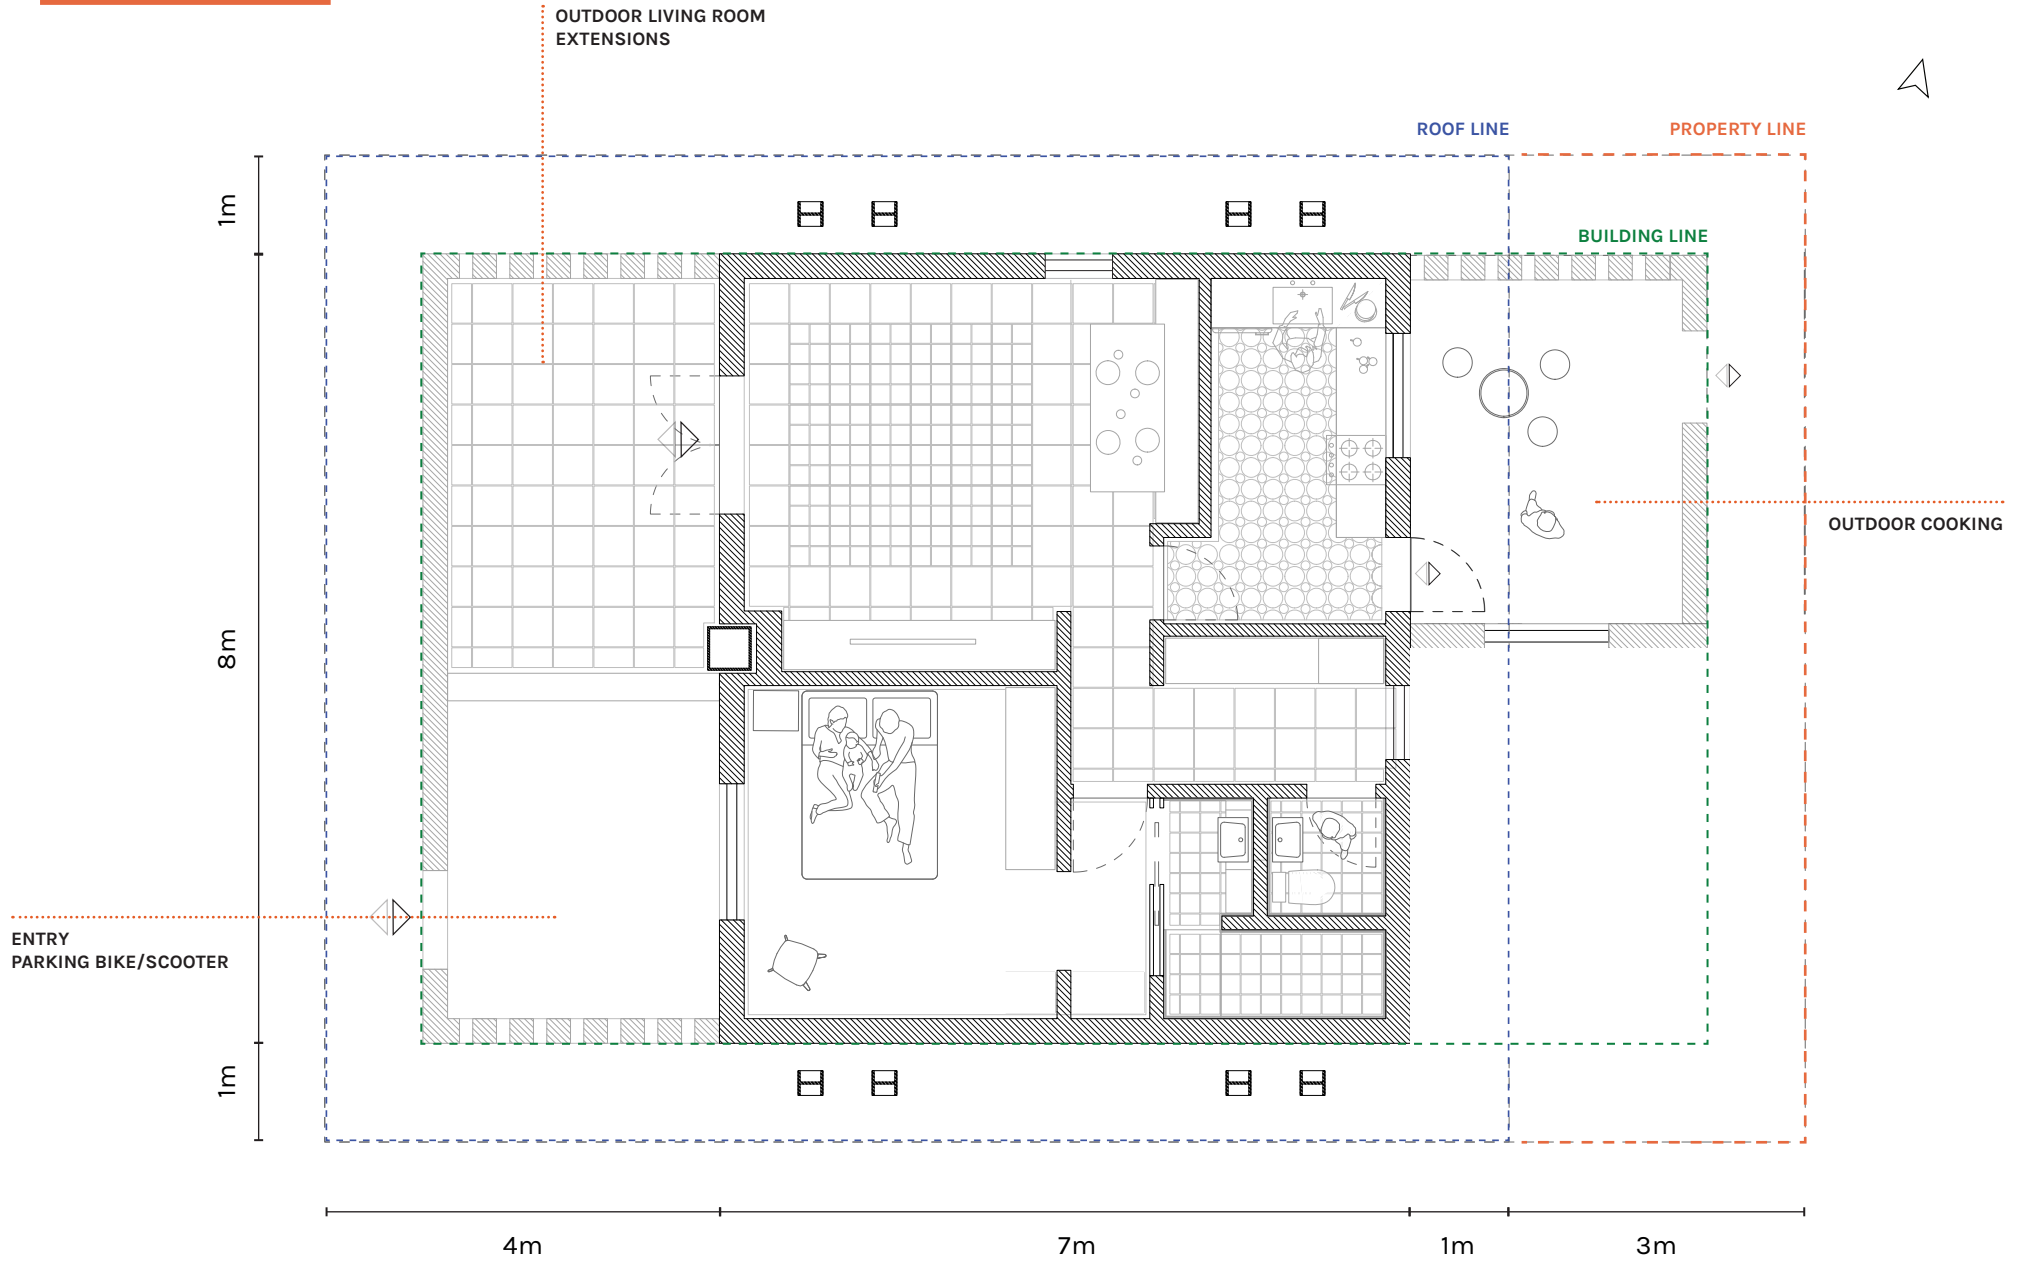 OUTDOOR LIVING ROOM
EXTENSIONS
ROOF LINE
PROPERTY LINE
1m
BUILDING LINE
OUTDOOR COOKING
8m
ENTRY
PARKING BIKE/SCOOTER
1m
4m
7m
1m
3m